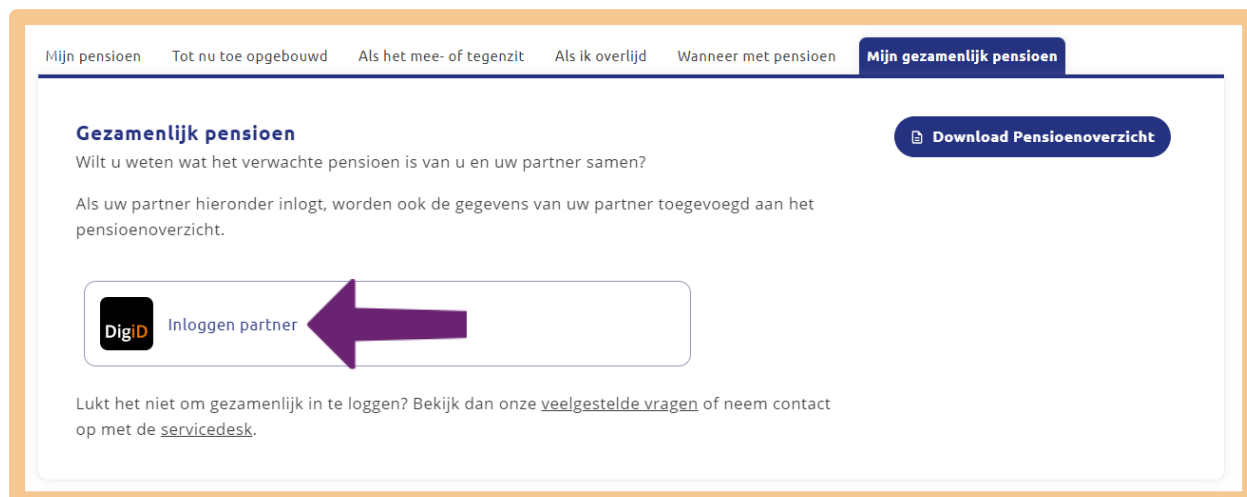 Mijn pensioen Tot nu toe opgebouwd Als het mee- of tegenzit Als ik overlijd Wanneer met pensioen Mijn gezamenlijk pensioen
Gezamenlijk pensioen
Download Pensioenoverzicht
Wilt u weten wat het verwachte pensioen is van u en uw partner samen?
Als uw partner hieronder inlogt, worden ook de gegevens van uw partner toegevoegd aan het
pensioenoverzicht.
DigiD Inloggen partner
Lukt het niet om gezamenlijk in te loggen? Bekijk dan onze veelgestelde vragen of neem contact
op met de servicedesk.